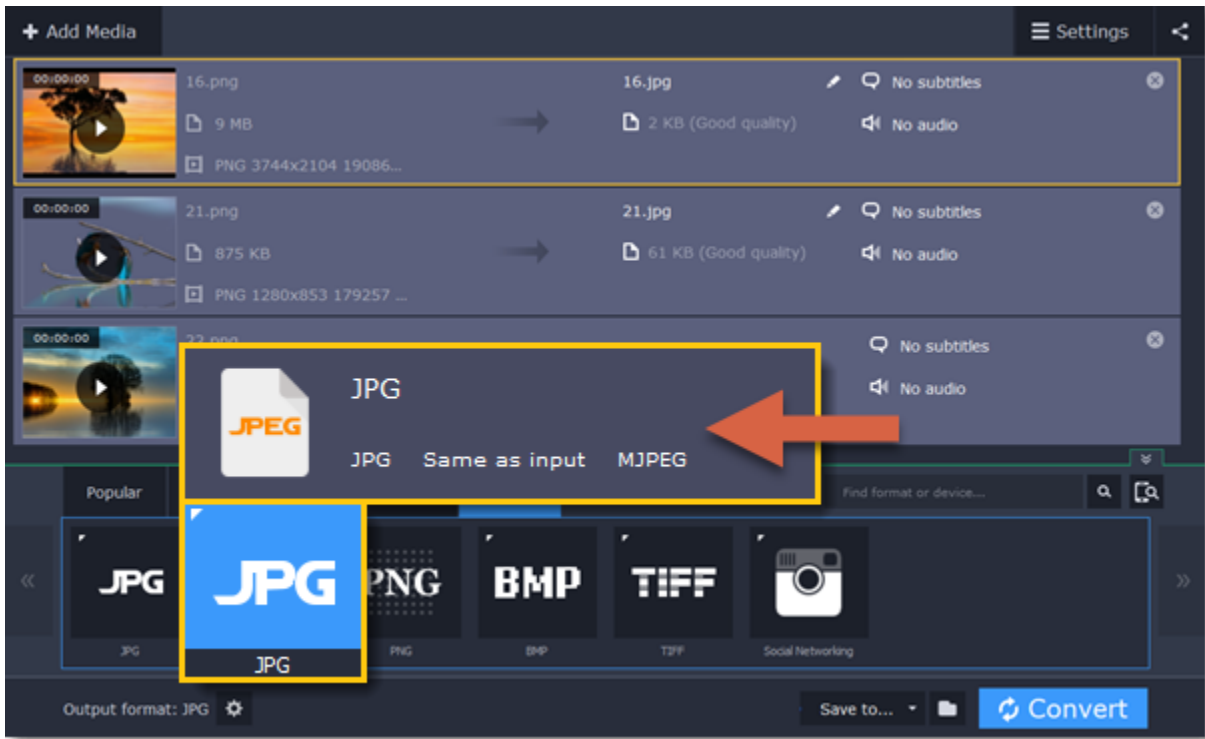 Add Media
Settings
00:00:00
16.png
16.jpg
No subtitles
9 MB
2 KB (Good quality)
No audio
PNG 3744x2104 19086...
00:00:00
21.png
21.jpg
No subtitles
875 KB
61 KB (Good quality)
No audio
PNG 1280x853 179257 ...
00:00:00
22.png
No subtitles
No audio
JPEG
JPG
JPG Same as input MJPEG
Popular
Find format or device...
JPG
JPG
PNG
BMP
TIFF
JPG
JPG
PNG
BMP
TIFF
Social Networking
Output format: JPG
Save to...
Convert